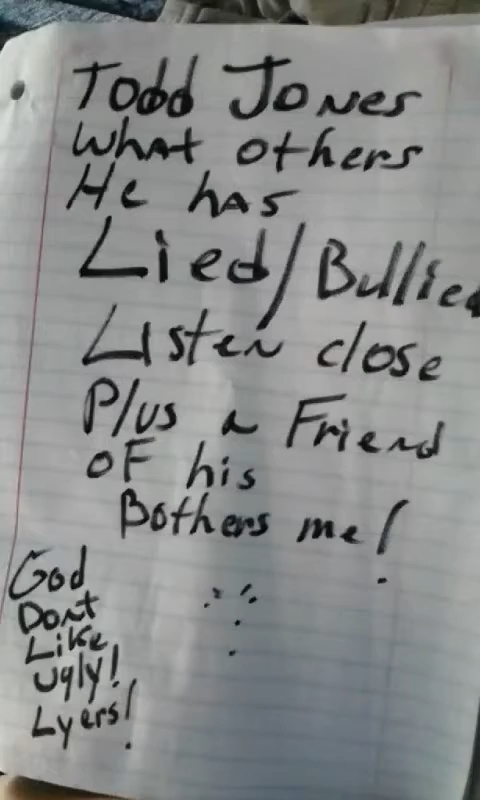 Todd Jones
What others
He has
Lied/Bullied
Listen close
Plus a Friend
OF his
Bothers me!
God
Dont
Like
Ugly!
Lyers!